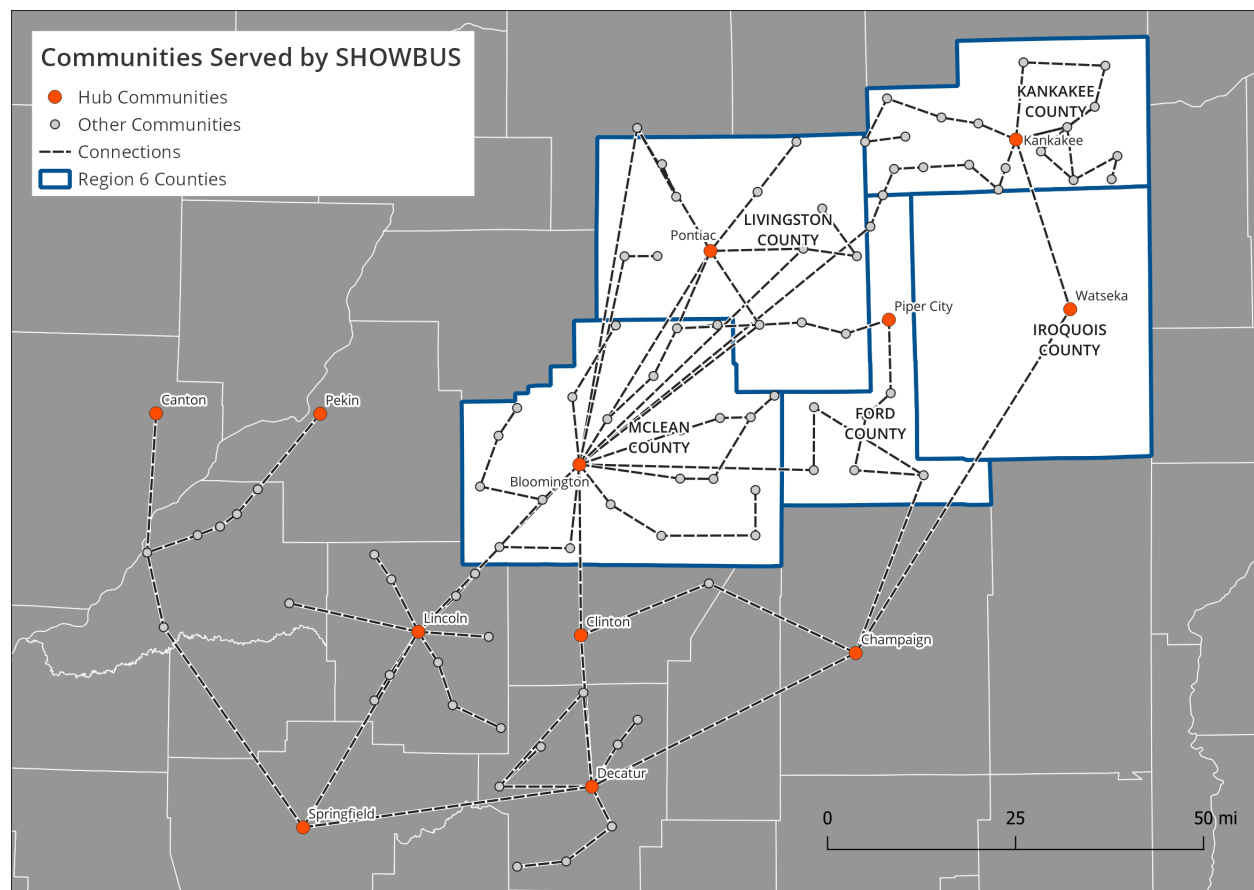 Communities Served by SHOWBUS
Hub Communities
Other Communities
Connections
Region 6 Counties
KANKAKEE
COUNTY
Kankakee
LIVINGSTON
COUNTY
Pontiac
Piper City
Watseka
IROQUOIS
COUNTY
Canton
Pekin
FORD
COUNTY
MCLEAN
COUNTY
Bloomington
Lincoln
Clinton
Champaign
Decatur
Springfield
0 25 50 mi